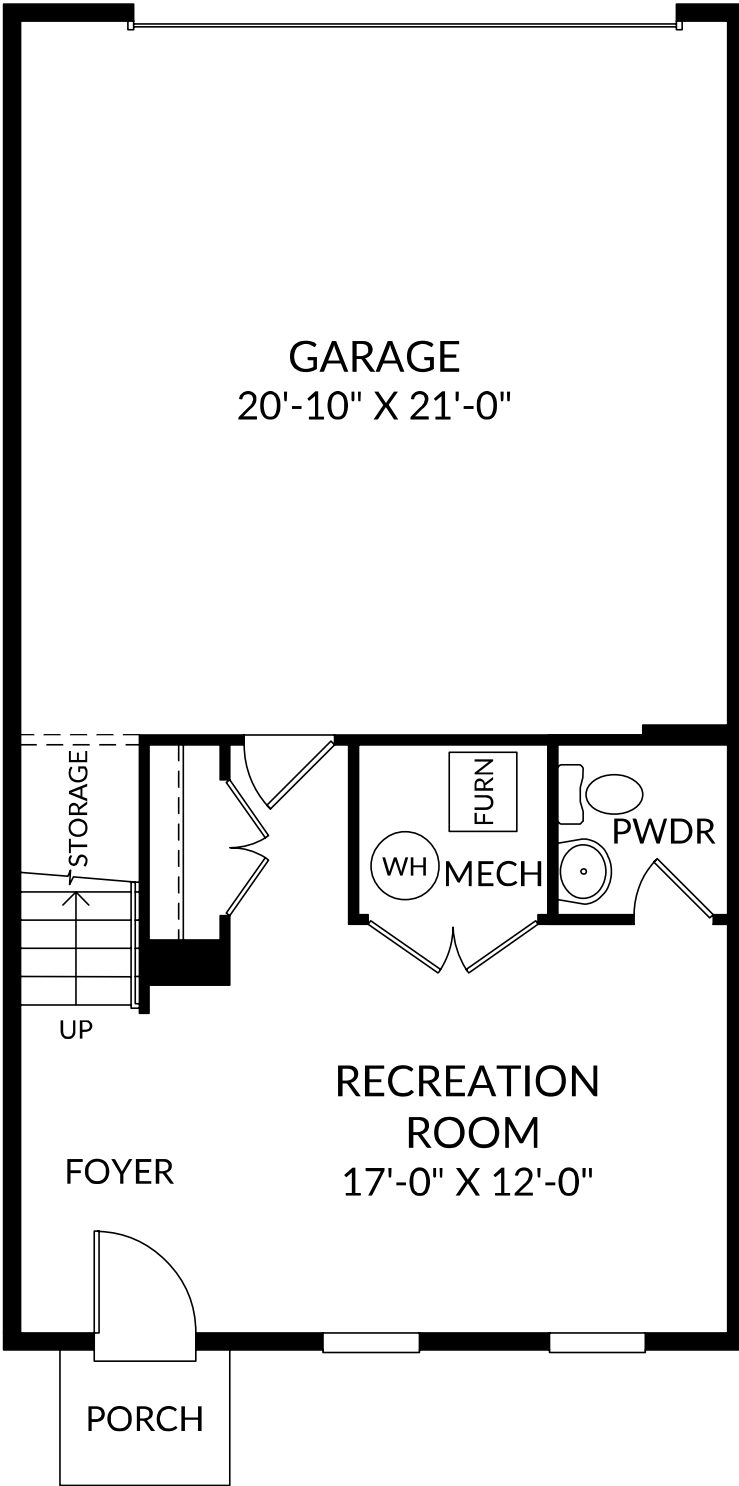 GARAGE
20'-10" X 21'-0"
STORAGE
FURN
PWDR
WH
MECH
UP
RECREATION
ROOM
17'-0" X 12'-0"
FOYER
PORCH